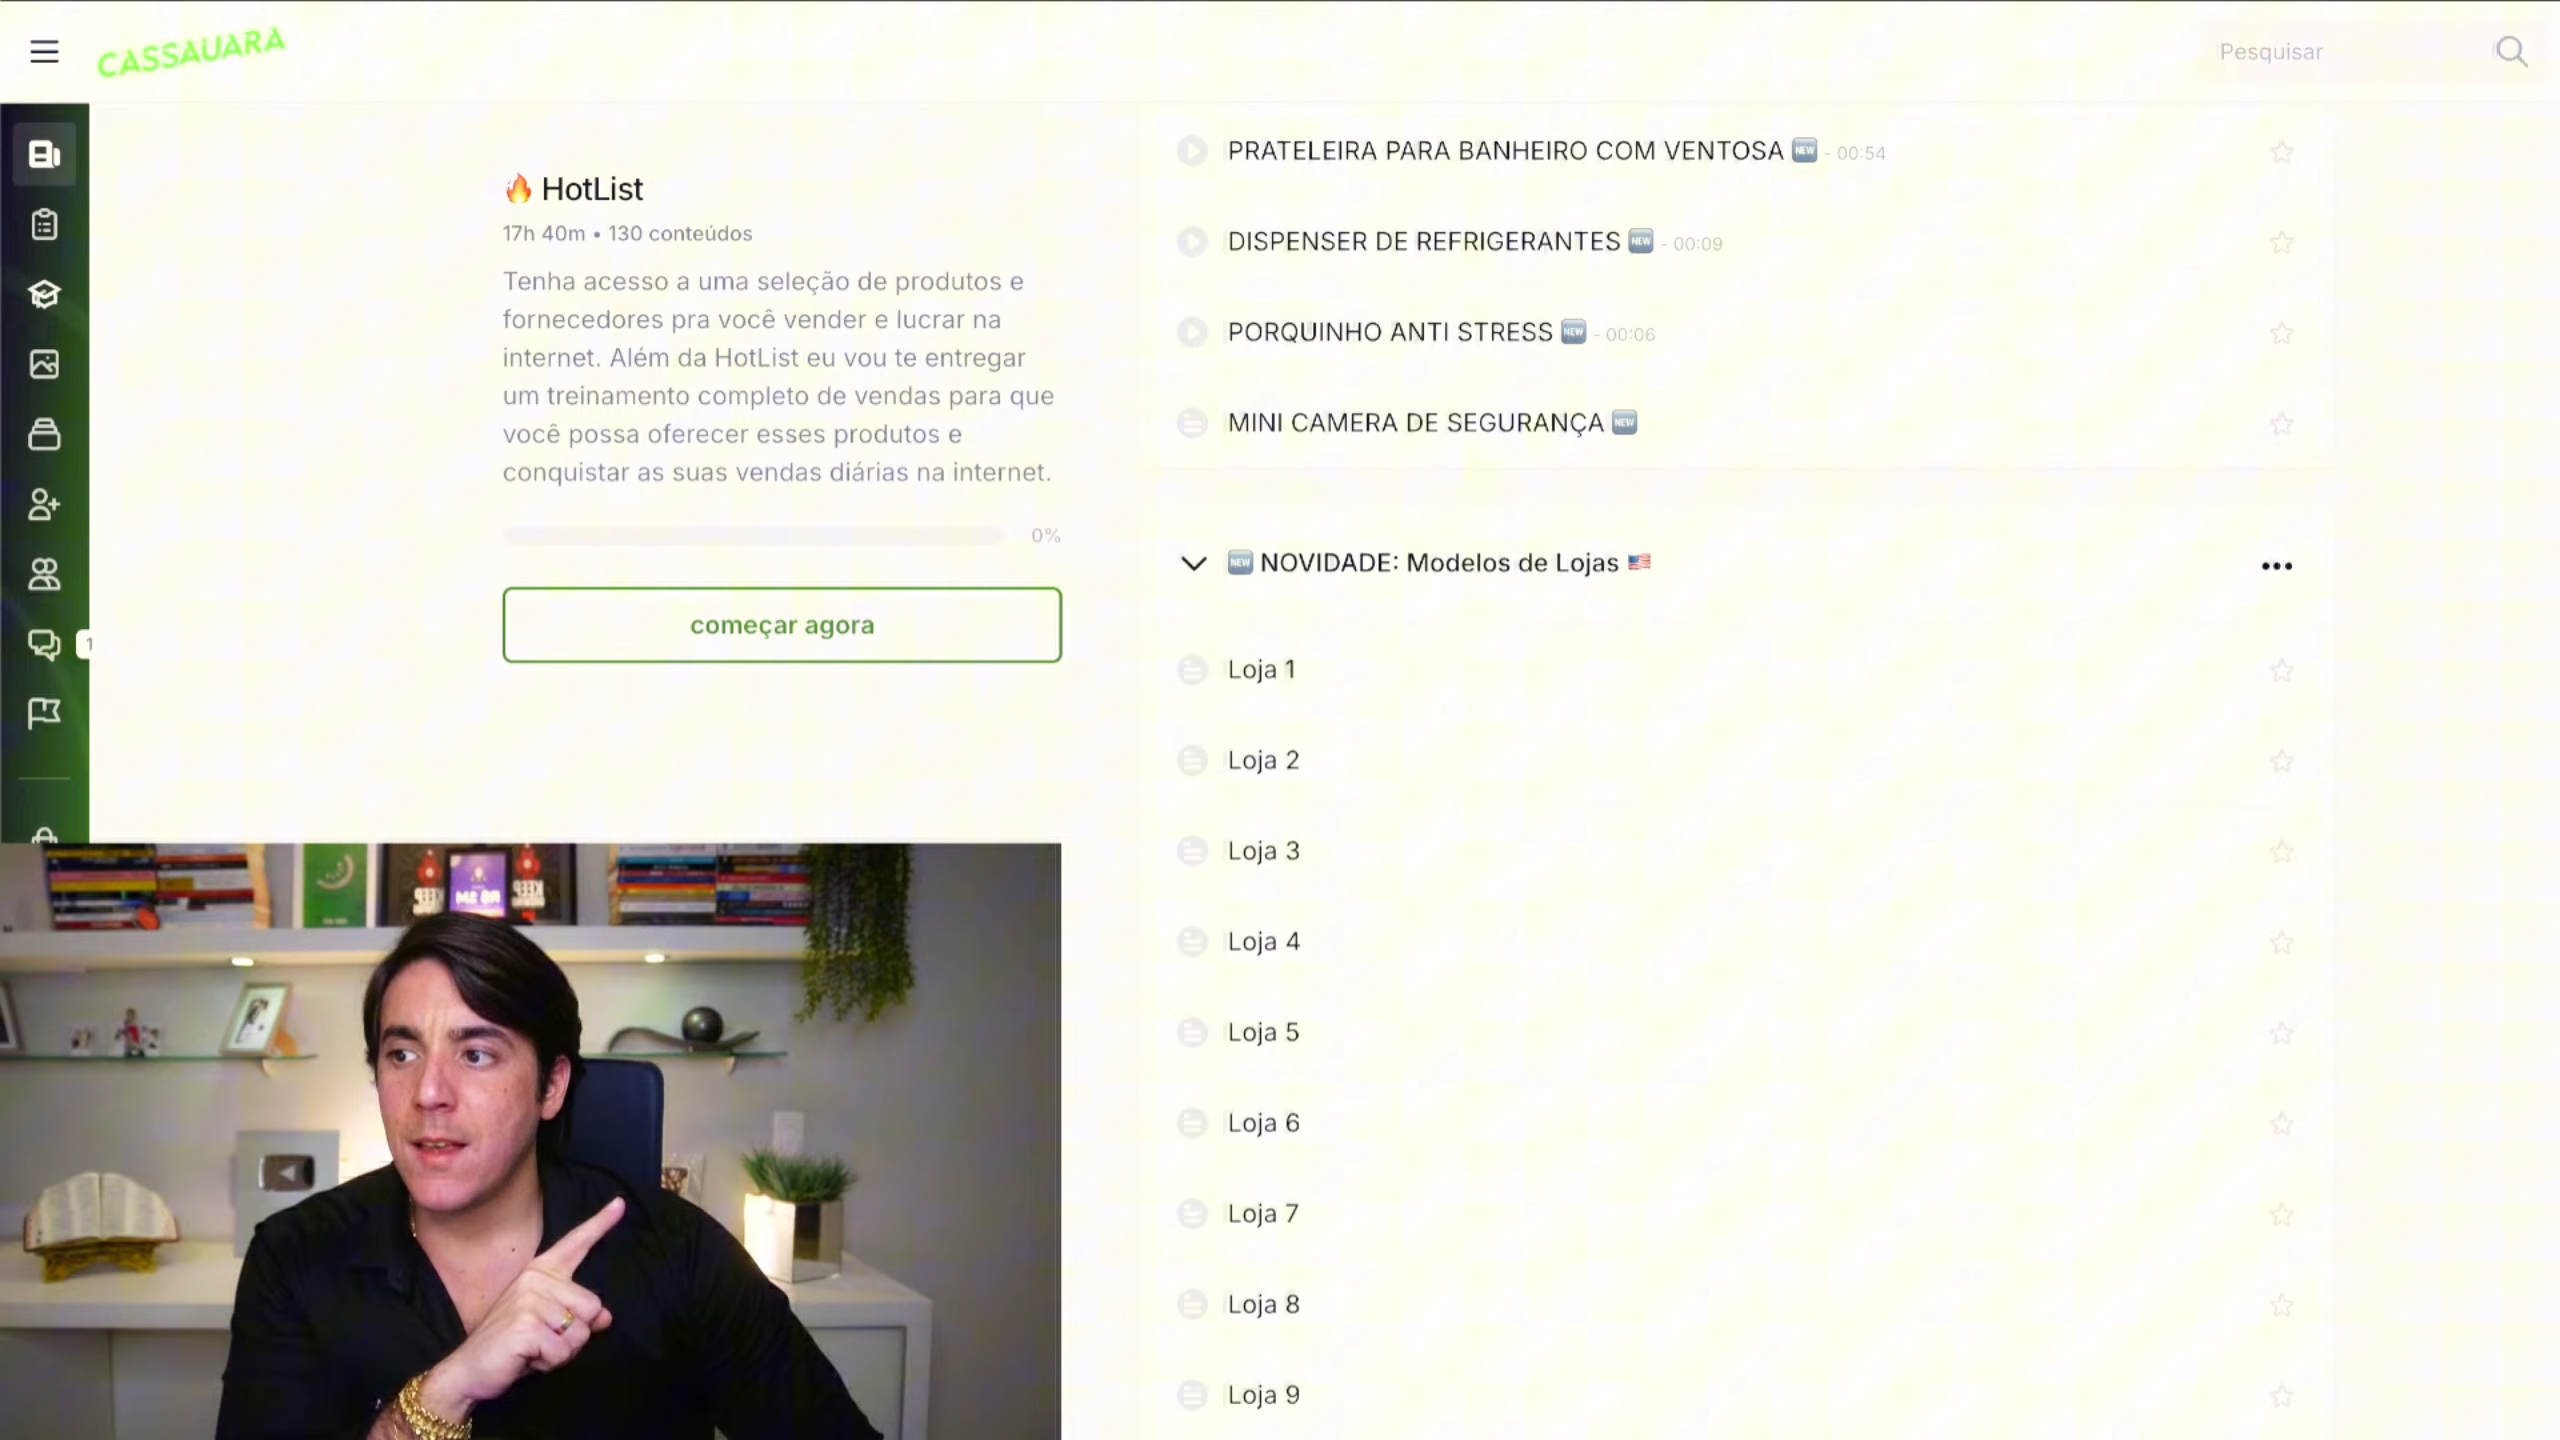 CASSAUARA
Pesquisar
🔥 HotList
17h 40m • 130 conteúdos
Tenha acesso a uma seleção de produtos e
fornecedores pra você vender e lucrar na
internet. Além da HotList eu vou te entregar
um treinamento completo de vendas para que
você possa oferecer esses produtos e
conquistar as suas vendas diárias na internet.
0%
começar agora
1
PRATELEIRA PARA BANHEIRO COM VENTOSA 🆕 - 00:54
DISPENSER DE REFRIGERANTES 🆕 - 00:09
PORQUINHO ANTI STRESS 🆕 - 00:06
MINI CAMERA DE SEGURANÇA 🆕
🆕 NOVIDADE: Modelos de Lojas 🇺🇸
Loja 1
Loja 2
Loja 3
Loja 4
Loja 5
Loja 6
Loja 7
Loja 8
Loja 9
KEEP
KEEP